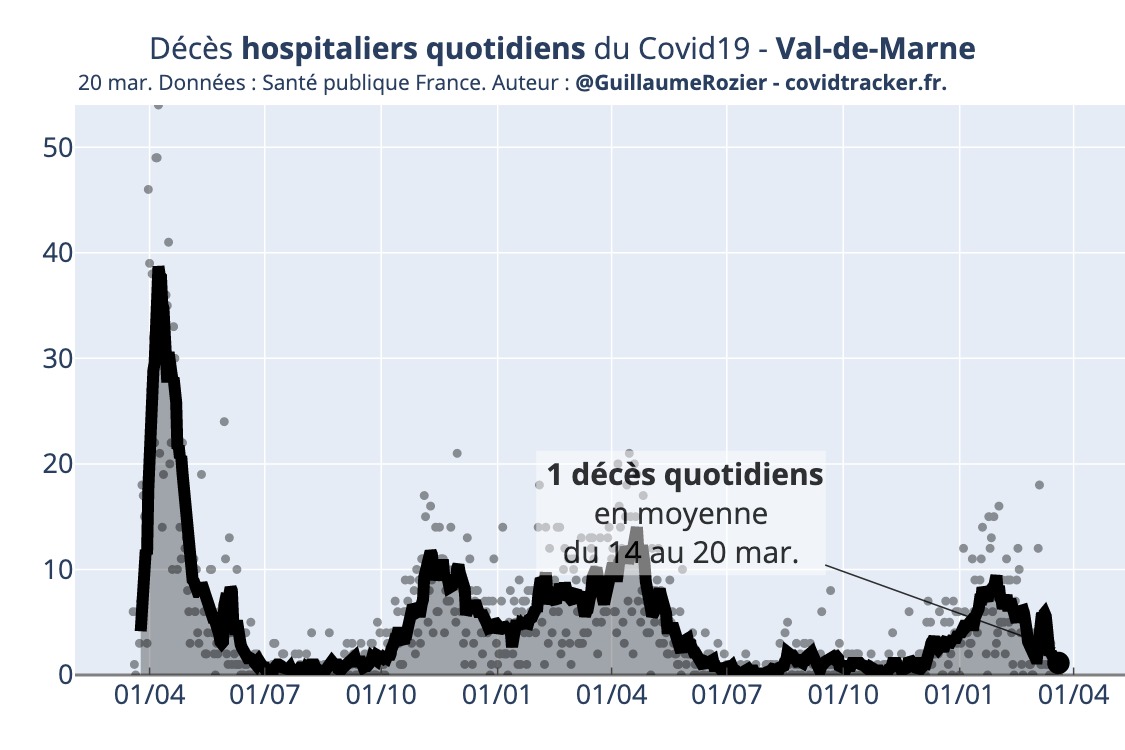 Décès hospitaliers quotidiens du Covid19 - Val-de-Marne
20 mar. Données : Santé publique France. Auteur : @GuillaumeRozier - covidtracker.fr.
50
40
30
20
10
0
1 décès quotidiens
en moyenne
du 14 au 20 mar.
01/04 01/07 01/10 01/01 01/04 01/07 01/10 01/01 01/04